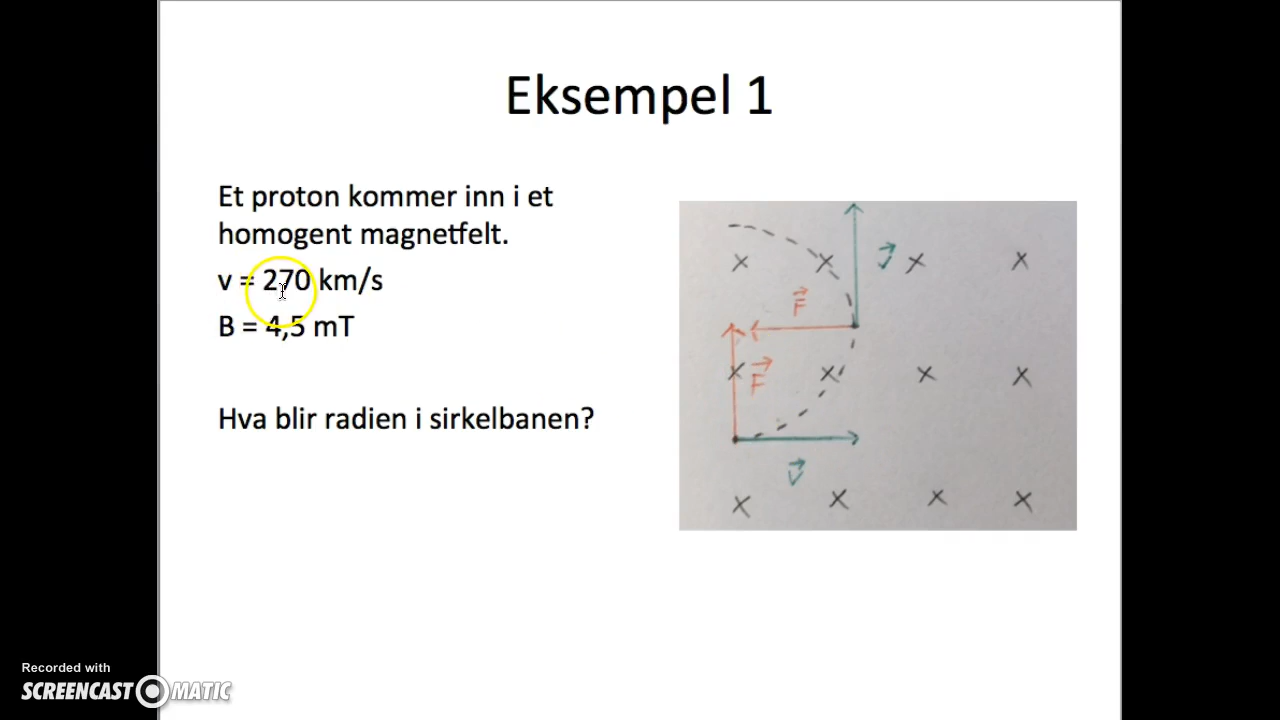 Eksempel 1
Et proton kommer inn i et
homogent magnetfelt.
v = 270 km/s
B = 4,5 mT
Hva blir radien i sirkelbanen?
v⃗
F⃗
F⃗
v⃗
Recorded with
SCREENCAST O MATIC